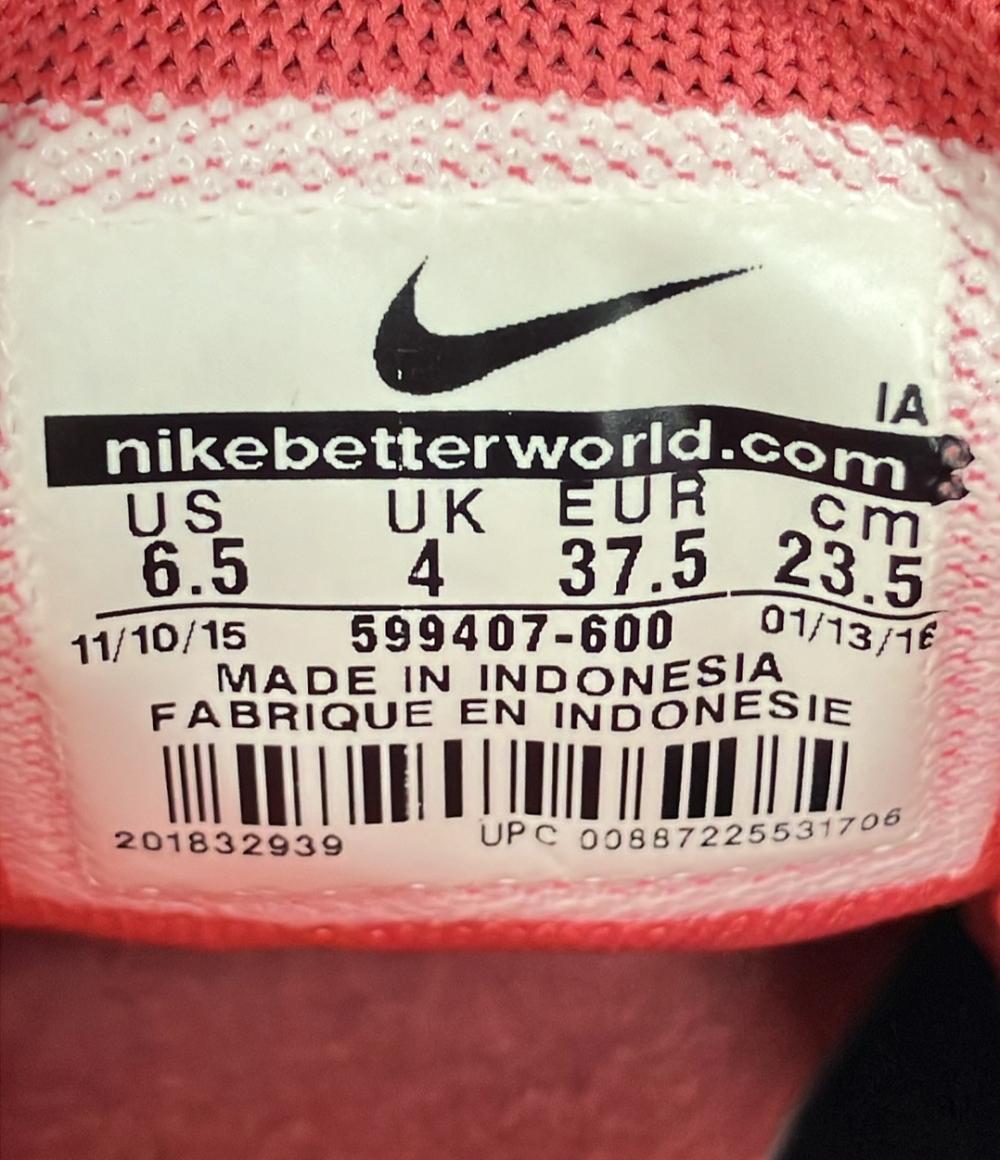 IA
nikebetterworld.com
US UK EUR cm
6.5 4 37.5 23.5
11/10/15 599407-600 01/13/16
MADE IN INDONESIA
FABRIQUE EN INDONESIE
201832939 UPC 00887225531706